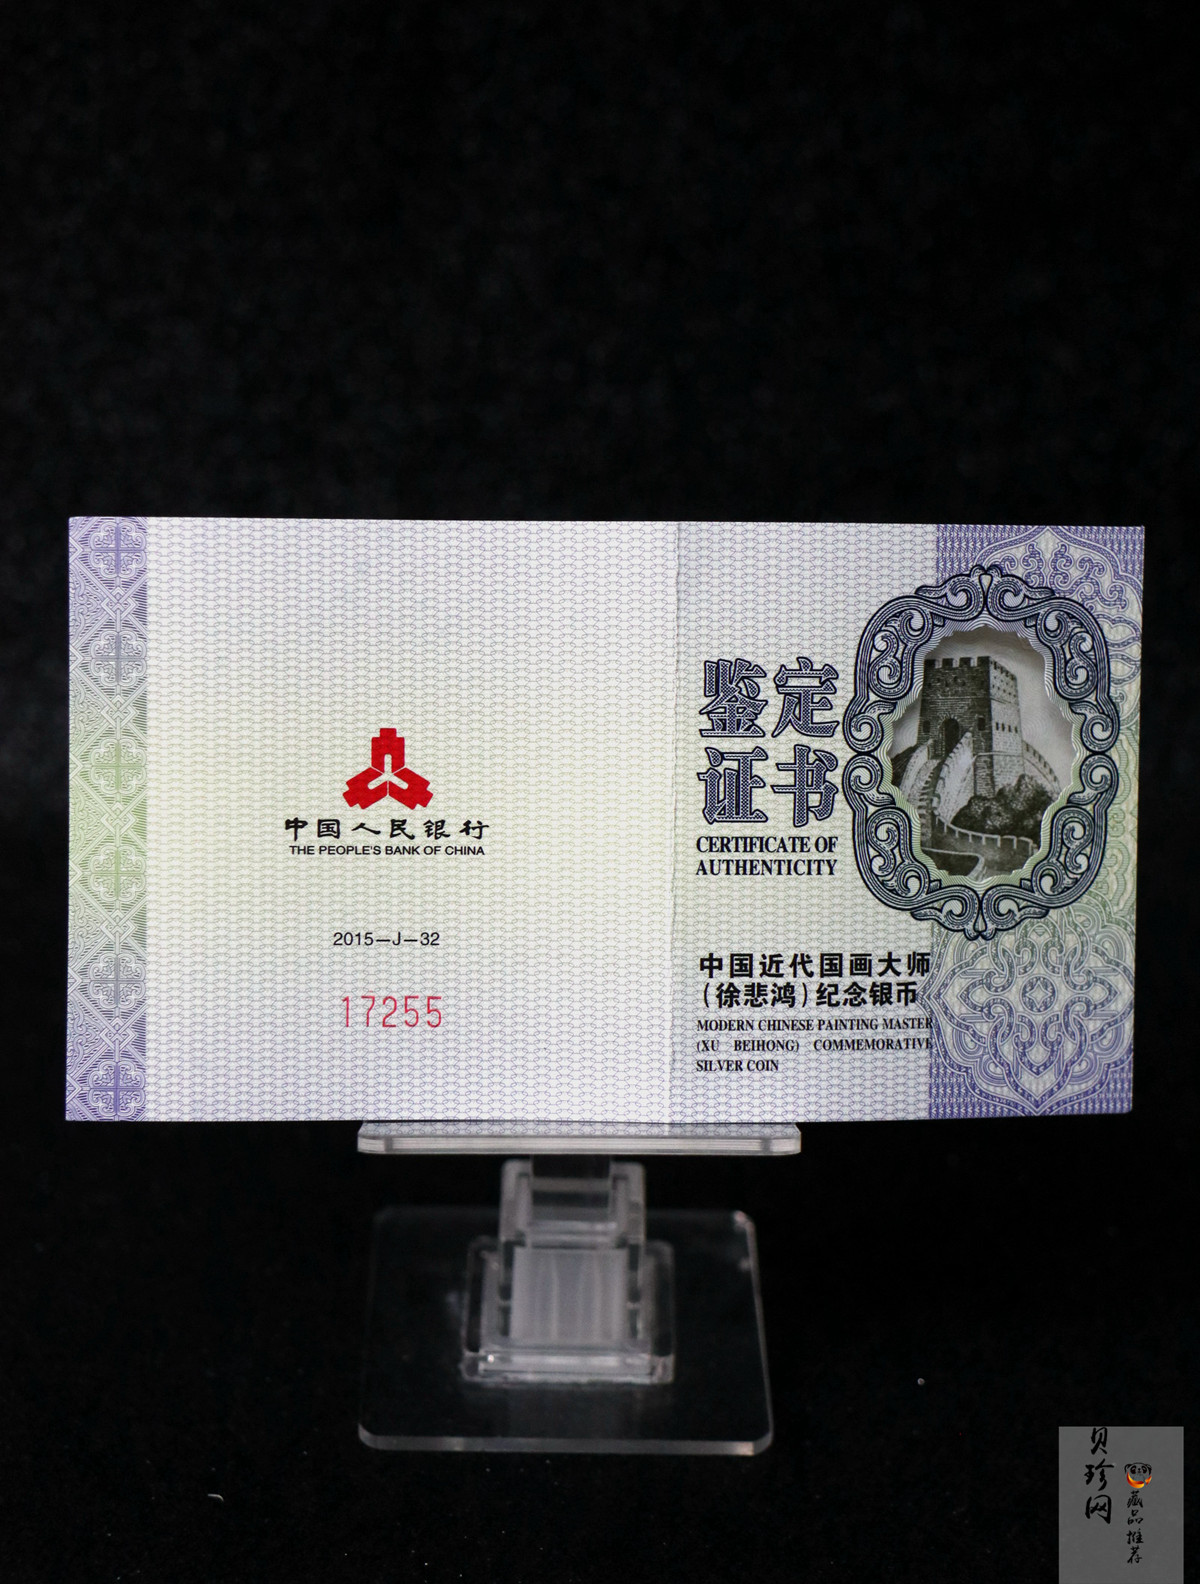 中国人民银行
THE PEOPLE'S BANK OF CHINA
2015—J—32
17255
鉴定
证书
CERTIFICATE OF
AUTHENTICITY
中国近代国画大师
(徐悲鸿)纪念银币
MODERN CHINESE PAINTING MASTER
(XU BEIHONG) COMMEMORATIVE
SILVER COIN
贝珍网
藏品推荐